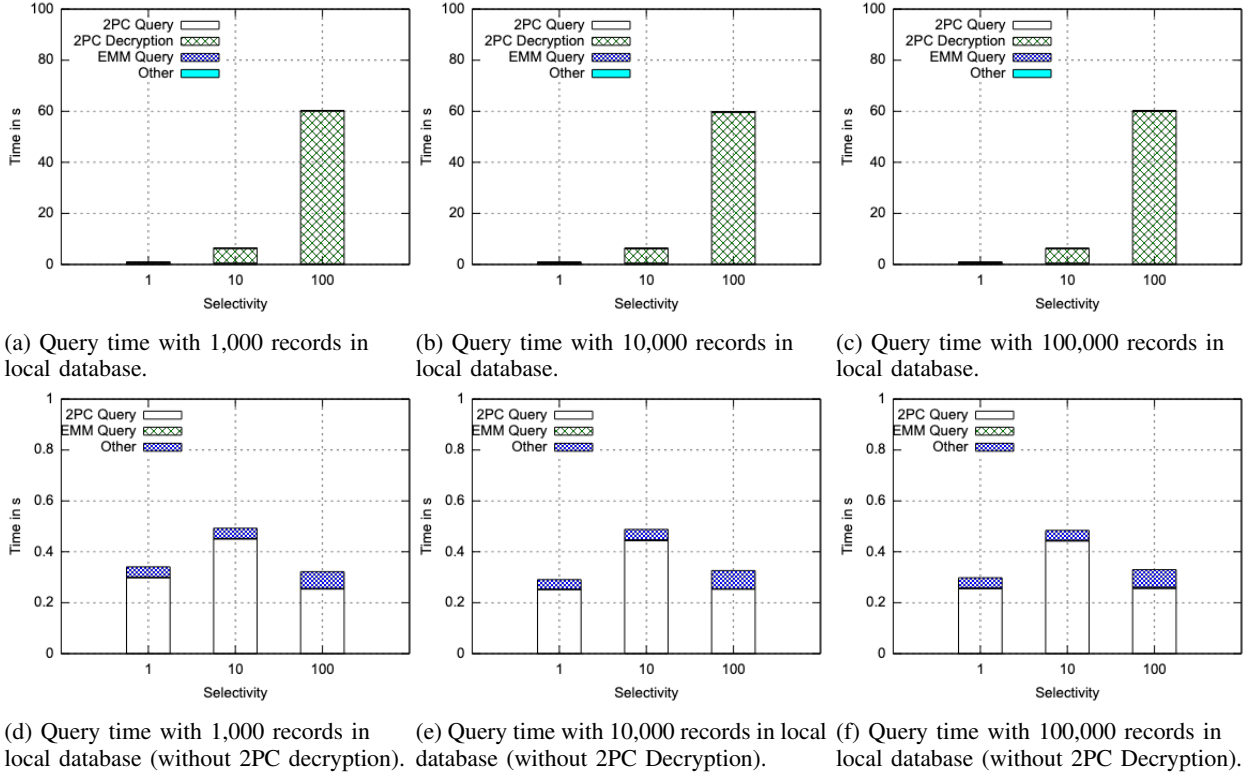 100
80
60
40
20
0
Time in s
2PC Query
2PC Decryption
EMM Query
Other
1 10 100
Selectivity
(a) Query time with 1,000 records in
local database.
100
80
60
40
20
0
Time in s
2PC Query
2PC Decryption
EMM Query
Other
1 10 100
Selectivity
(b) Query time with 10,000 records in
local database.
100
80
60
40
20
0
Time in s
2PC Query
2PC Decryption
EMM Query
Other
1 10 100
Selectivity
(c) Query time with 100,000 records in
local database.
1
0.8
0.6
0.4
0.2
0
Time in s
2PC Query
EMM Query
Other
1 10 100
Selectivity
(d) Query time with 1,000 records in
local database (without 2PC decryption).
1
0.8
0.6
0.4
0.2
0
Time in s
2PC Query
EMM Query
Other
1 10 100
Selectivity
(e) Query time with 10,000 records in local
database (without 2PC Decryption).
1
0.8
0.6
0.4
0.2
0
Time in s
2PC Query
EMM Query
Other
1 10 100
Selectivity
(f) Query time with 100,000 records in
local database (without 2PC Decryption).